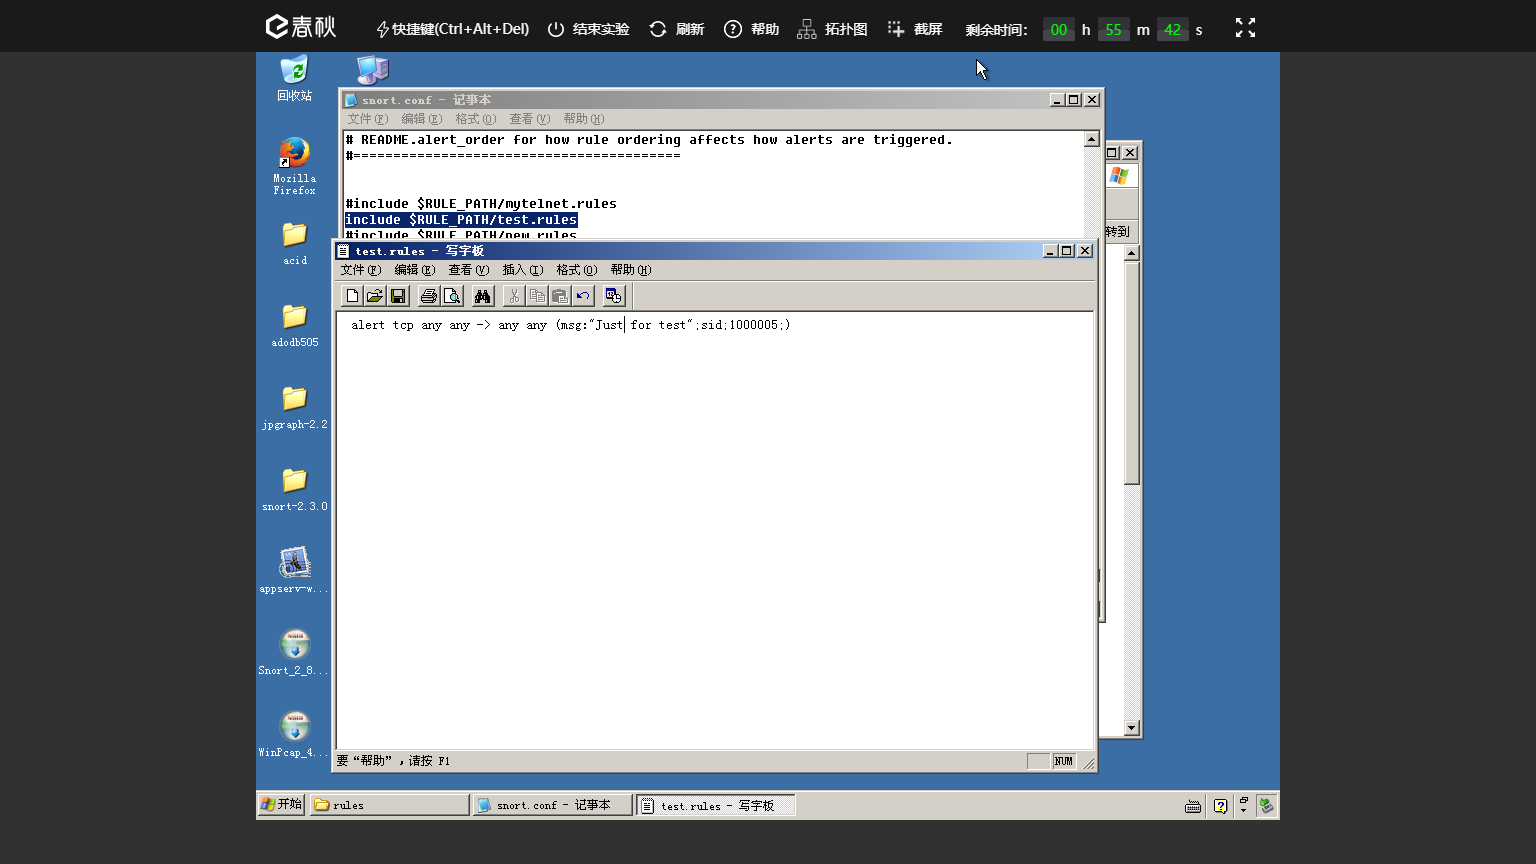 春秋 快捷键(Ctrl+Alt+Del) 结束实验 刷新 帮助 拓扑图 截屏 剩余时间： 00 h 55 m 42 s
回收站
Mozilla
Firefox
acid
adodb505
jpgraph-2.2
snort-2.3.0
appserv-w...
Snort_2_8...
WinPcap_4...
snort.conf - 记事本
文件(F) 编辑(E) 格式(O) 查看(V) 帮助(H)
# README.alert_order for how rule ordering affects how alerts are triggered.
#=========================================
#include $RULE_PATH/mytelnet.rules
include $RULE_PATH/test.rules
#include $RULE_PATH/new.rules
转到
test.rules - 写字板
文件(F) 编辑(E) 查看(V) 插入(I) 格式(O) 帮助(H)
alert tcp any any -> any any (msg:"Just for test";sid;1000005;)
要“帮助”，请按 F1
NUM
开始 rules snort.conf - 记事本 test.rules - 写字板